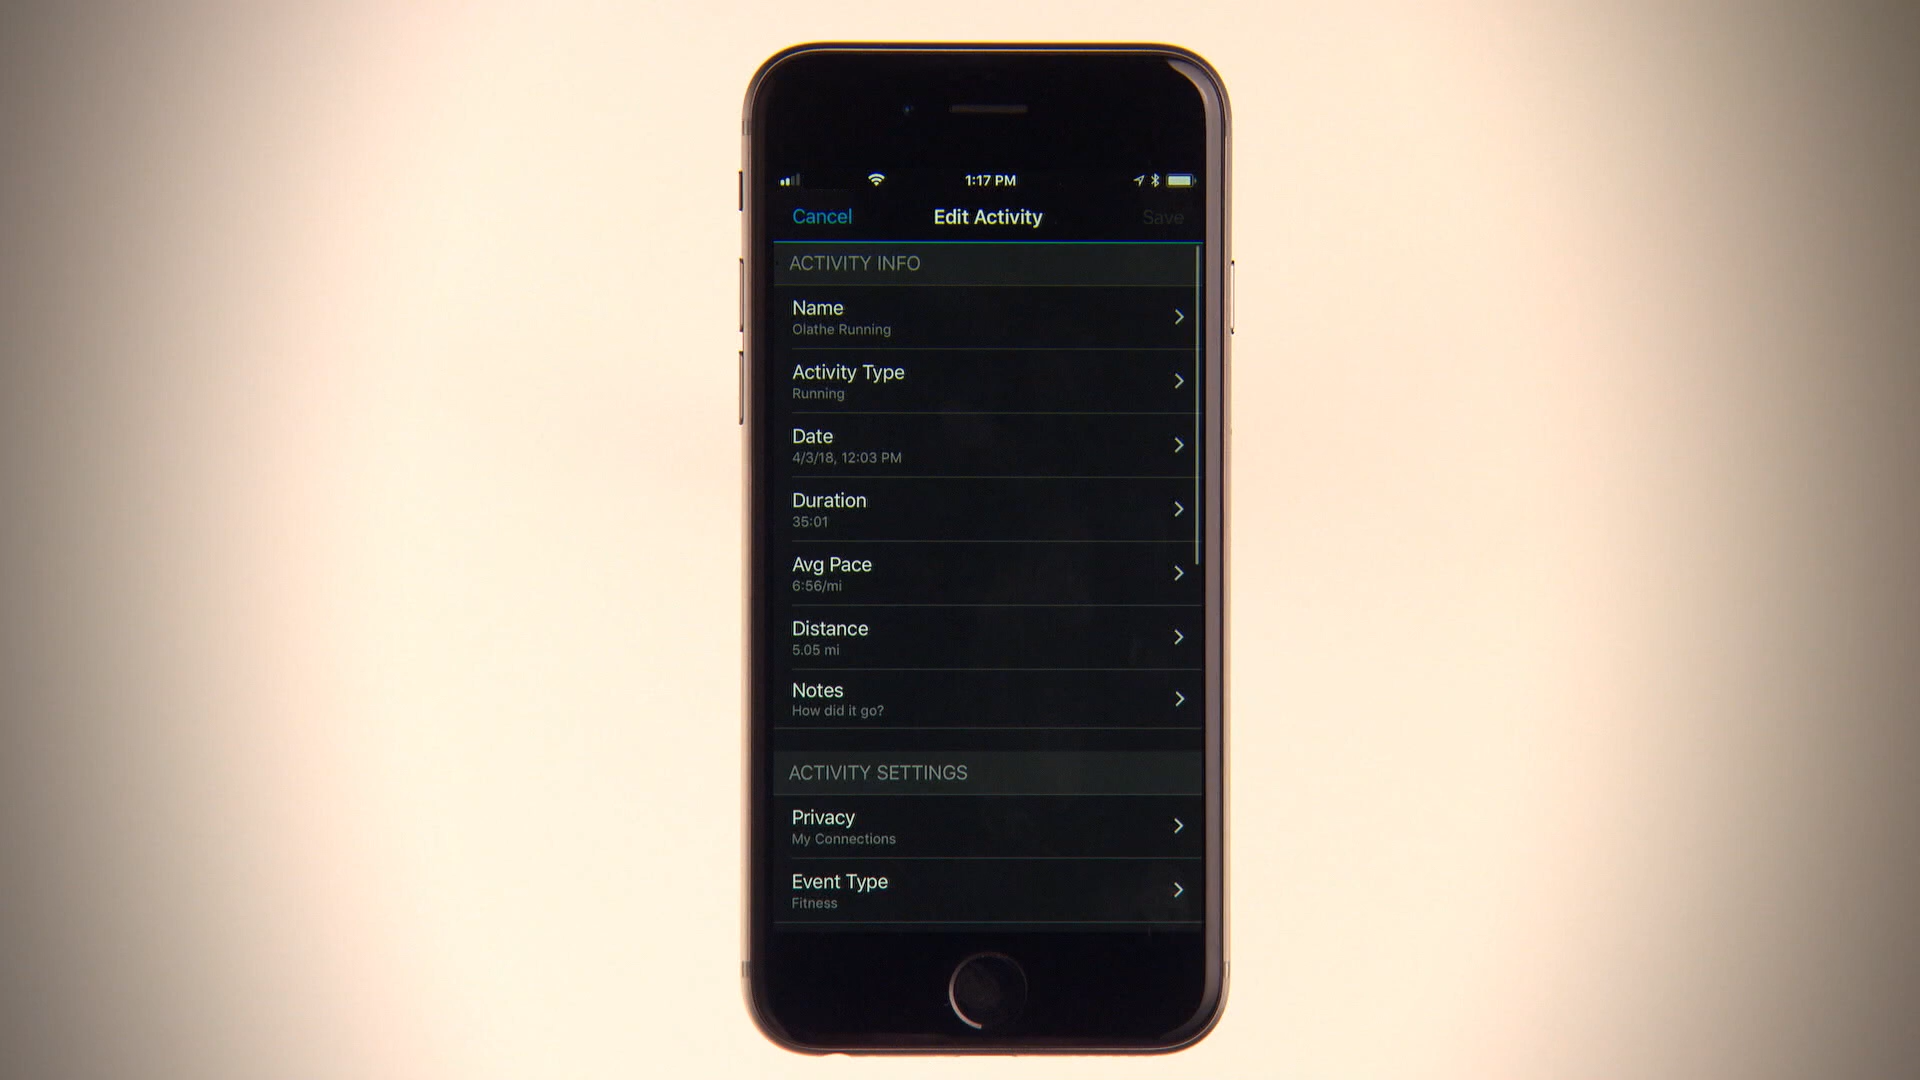 1:17 PM
Cancel Edit Activity Save
ACTIVITY INFO
Name
Olathe Running
Activity Type
Running
Date
4/3/18, 12:03 PM
Duration
35:01
Avg Pace
6:56/mi
Distance
5.05 mi
Notes
How did it go?
ACTIVITY SETTINGS
Privacy
My Connections
Event Type
Fitness